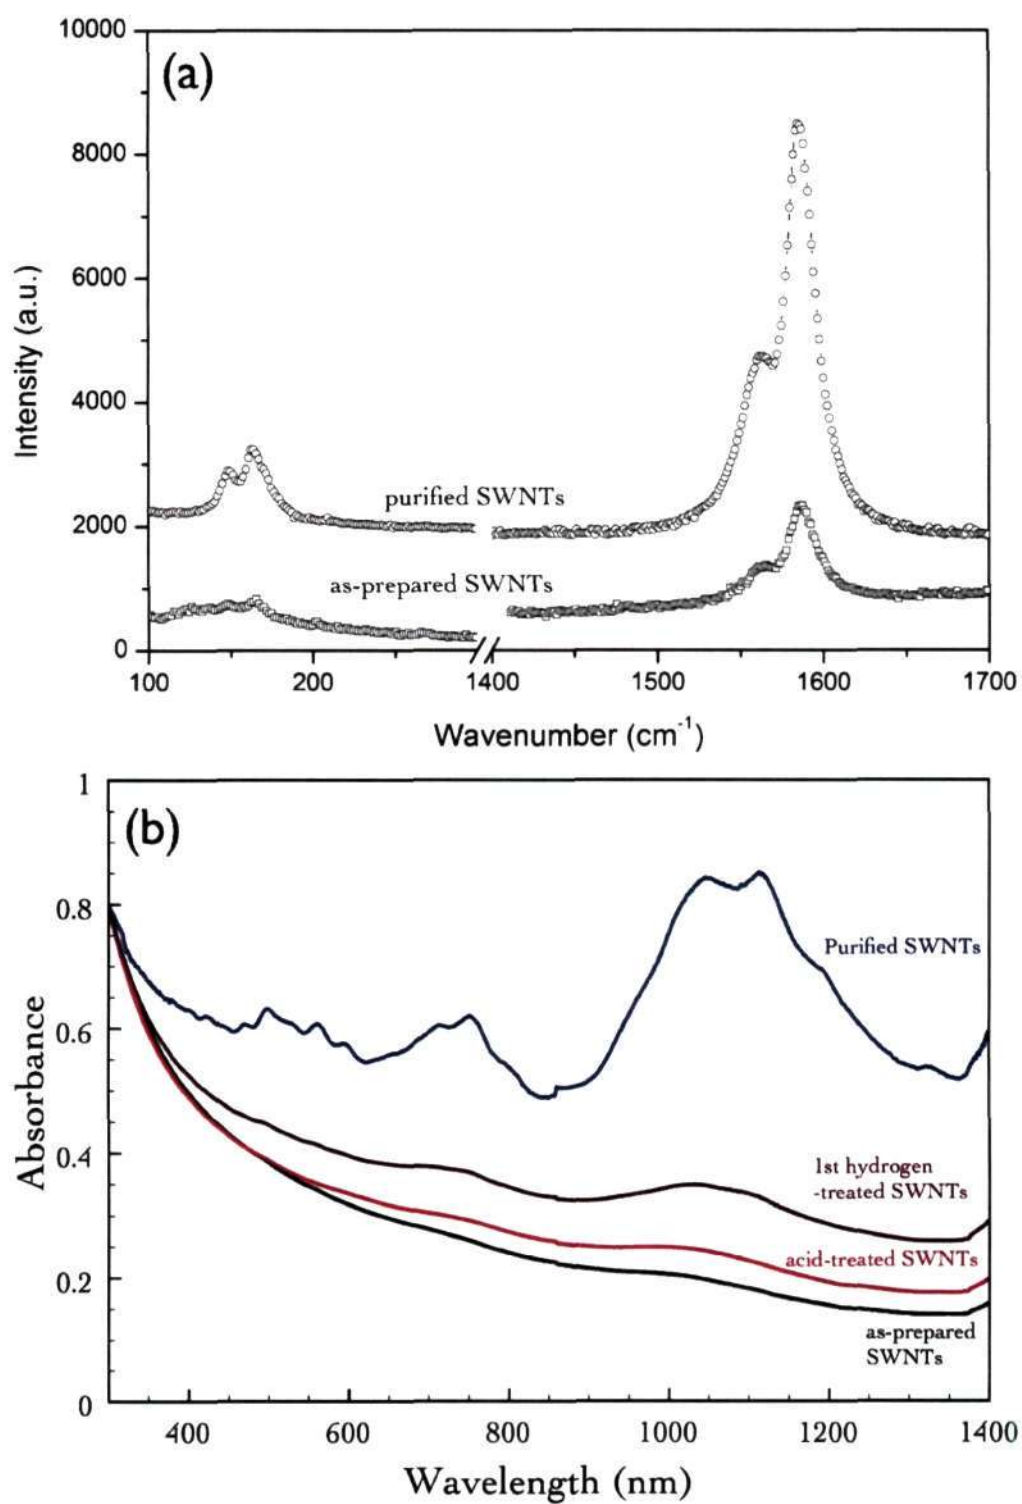 10000
(a)
8000
6000
4000
2000
0
Intensity (a.u.)
purified SWNTs
as-prepared SWNTs
100
200
1400
1500
1600
1700
Wavenumber (cm⁻¹)
1
(b)
0.8
0.6
0.4
0.2
0
Absorbance
Purified SWNTs
1st hydrogen
-treated SWNTs
acid-treated SWNTs
as-prepared
SWNTs
400
600
800
1000
1200
1400
Wavelength (nm)